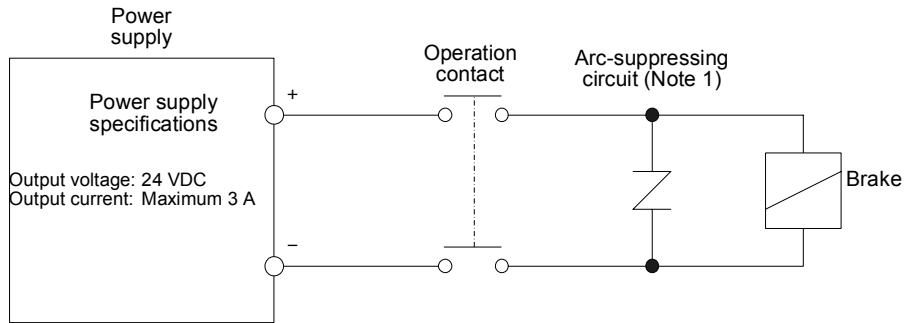 Power
supply
Power supply
specifications
Output voltage: 24 VDC
Output current: Maximum 3 A
+
−
Operation
contact
Arc-suppressing
circuit (Note 1)
Brake